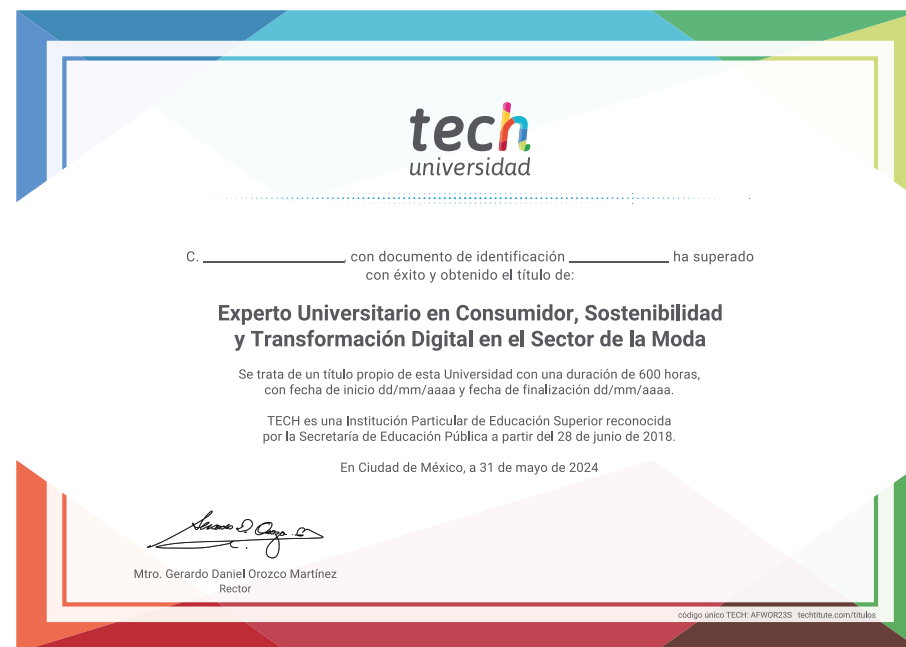 tech
universidad
C. ____________, con documento de identificación ____________ ha superado
con éxito y obtenido el título de:
Experto Universitario en Consumidor, Sostenibilidad
y Transformación Digital en el Sector de la Moda
Se trata de un título propio de esta Universidad con una duración de 600 horas,
con fecha de inicio dd/mm/aaaa y fecha de finalización dd/mm/aaaa.
TECH es una Institución Particular de Educación Superior reconocida
por la Secretaría de Educación Pública a partir del 28 de junio de 2018.
En Ciudad de México, a 31 de mayo de 2024
Mtro. Gerardo Daniel Orozco Martínez
Rector
código único TECH: AFWOR23S techtitute.com/titulos